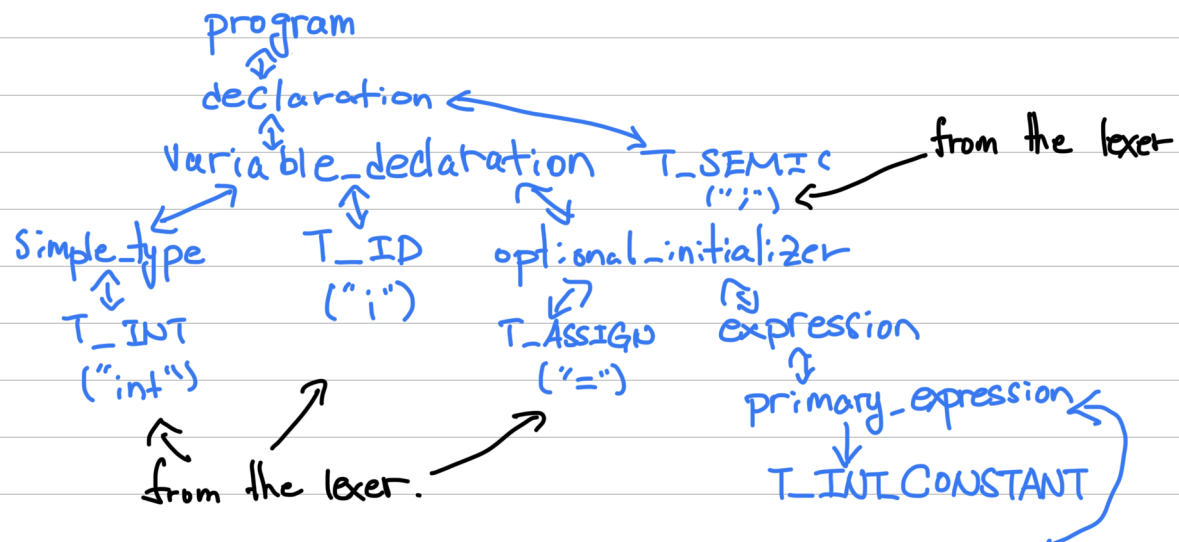 program
declaration
from the lexer
variable_declaration T_SEMIC
(";")
simple_type T_ID optional_initializer
("i")
T_INT T_ASSIGN expression
("int") ("=")
primary_expression
from the lexer. T_INT_CONSTANT